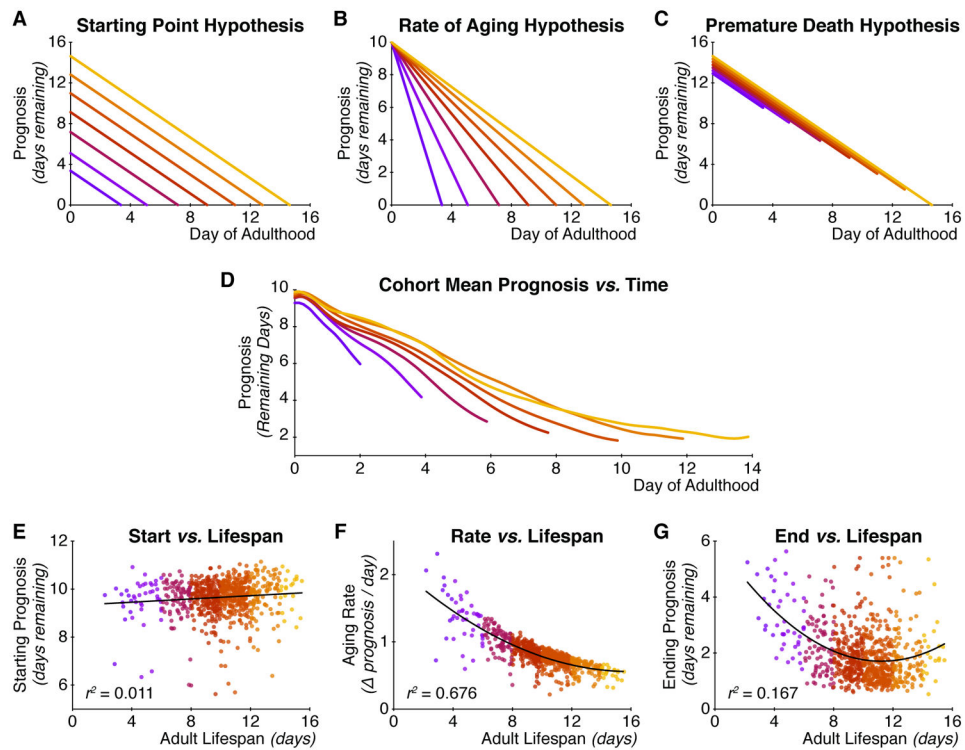 A Starting Point Hypothesis
Prognosis
(days remaining)
16
12
8
4
0
0 4 8 12 16
Day of Adulthood
B Rate of Aging Hypothesis
Prognosis
(days remaining)
10
8
6
4
2
0
0 4 8 12 16
Day of Adulthood
C Premature Death Hypothesis
Prognosis
(days remaining)
16
12
8
4
0
0 4 8 12 16
Day of Adulthood
D Cohort Mean Prognosis vs. Time
Prognosis
(Remaining Days)
10
8
6
4
2
0 2 4 6 8 10 12 14
Day of Adulthood
E Start vs. Lifespan
Starting Prognosis
(days remaining)
12
10
8
6
r² = 0.011
0 4 8 12 16
Adult Lifespan (days)
F Rate vs. Lifespan
Aging Rate
(Δ prognosis / day)
2
1
0
r² = 0.676
0 4 8 12 16
Adult Lifespan (days)
G End vs. Lifespan
Ending Prognosis
(days remaining)
6
4
2
0
r² = 0.167
0 4 8 12 16
Adult Lifespan (days)